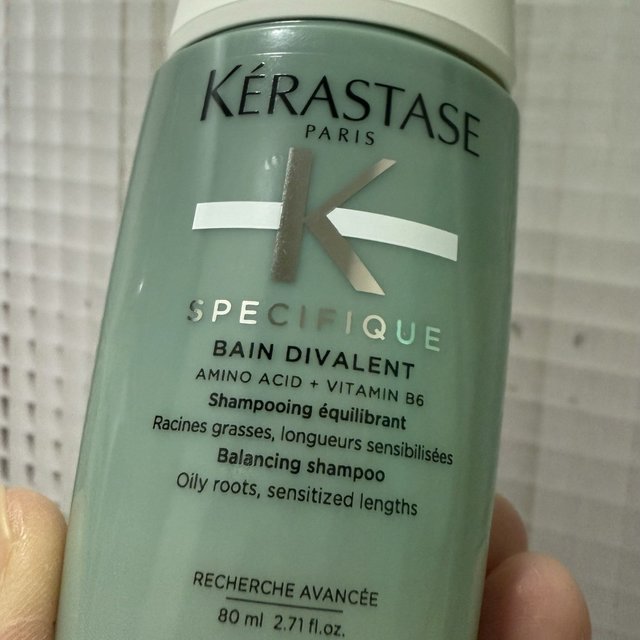 KÉRASTASE
PARIS
K
SPECIFIQUE
BAIN DIVALENT
AMINO ACID + VITAMIN B6
Shampooing équilibrant
Racines grasses, longueurs sensibilisées
Balancing shampoo
Oily roots, sensitized lengths
RECHERCHE AVANCÉE
80 ml 2.71 fl.oz.